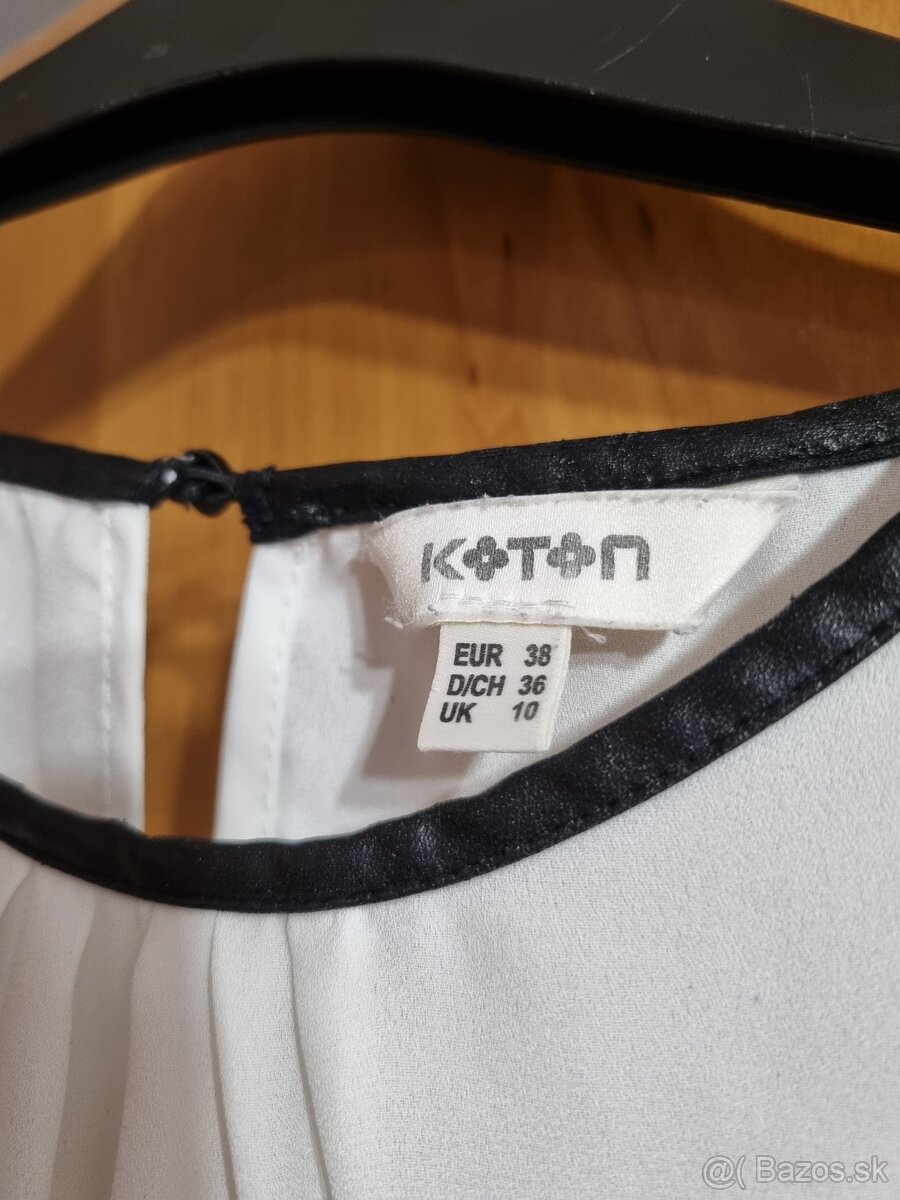 KOTON
EUR 38
D/CH 36
UK 10
@( Bazos.sk